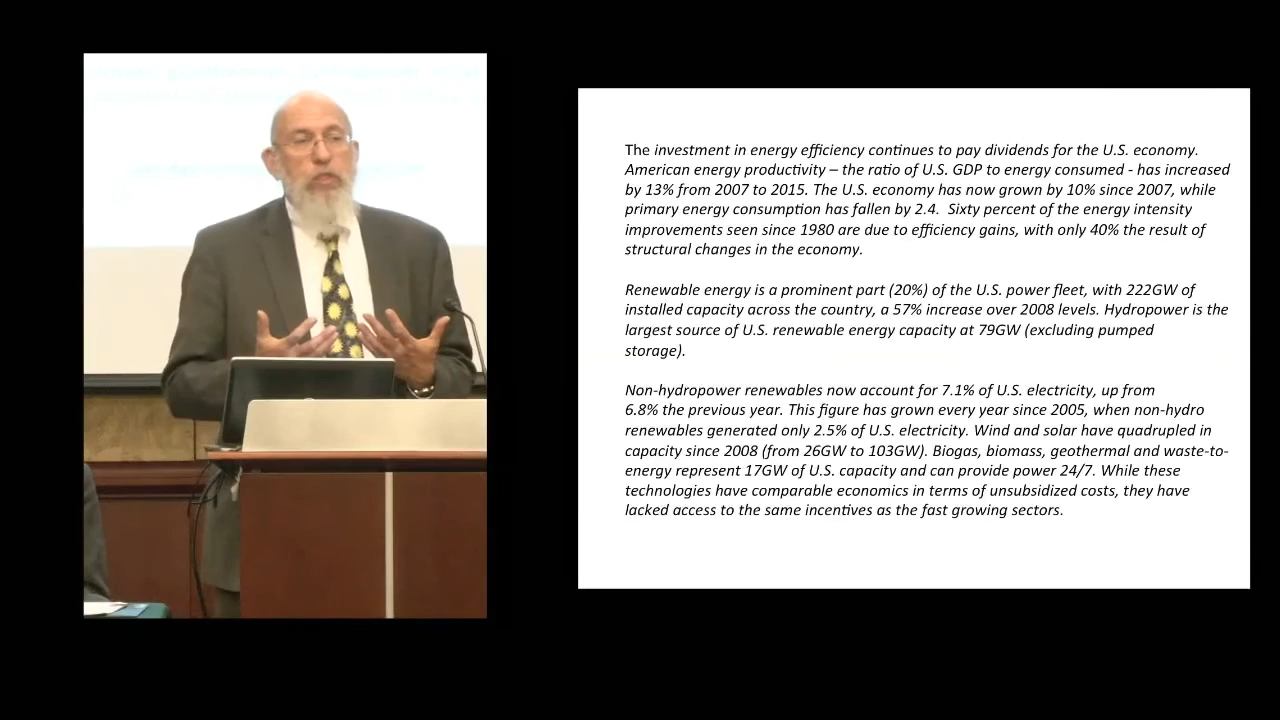 The investment in energy efficiency continues to pay dividends for the U.S. economy.
American energy productivity – the ratio of U.S. GDP to energy consumed - has increased
by 13% from 2007 to 2015. The U.S. economy has now grown by 10% since 2007, while
primary energy consumption has fallen by 2.4.  Sixty percent of the energy intensity
improvements seen since 1980 are due to efficiency gains, with only 40% the result of
structural changes in the economy.
Renewable energy is a prominent part (20%) of the U.S. power fleet, with 222GW of
installed capacity across the country, a 57% increase over 2008 levels. Hydropower is the
largest source of U.S. renewable energy capacity at 79GW (excluding pumped
storage).
Non-hydropower renewables now account for 7.1% of U.S. electricity, up from
6.8% the previous year. This figure has grown every year since 2005, when non-hydro
renewables generated only 2.5% of U.S. electricity. Wind and solar have quadrupled in
capacity since 2008 (from 26GW to 103GW). Biogas, biomass, geothermal and waste-to-
energy represent 17GW of U.S. capacity and can provide power 24/7. While these
technologies have comparable economics in terms of unsubsidized costs, they have
lacked access to the same incentives as the fast growing sectors.